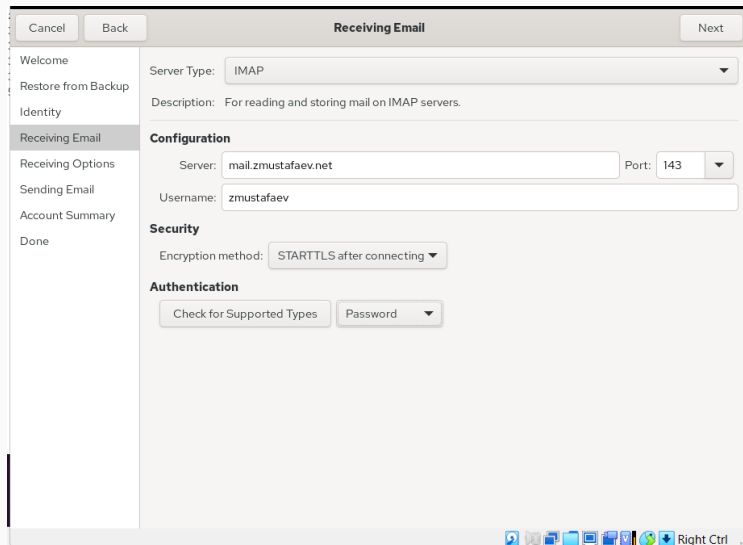 Cancel
Back
Receiving Email
Next
Welcome
Restore from Backup
Identity
Receiving Email
Receiving Options
Sending Email
Account Summary
Done
Server Type: IMAP
Description: For reading and storing mail on IMAP servers.
Configuration
Server: mail.zmustafaev.net Port: 143
Username: zmustafaev
Security
Encryption method: STARTTLS after connecting
Authentication
Check for Supported Types Password
Right Ctrl